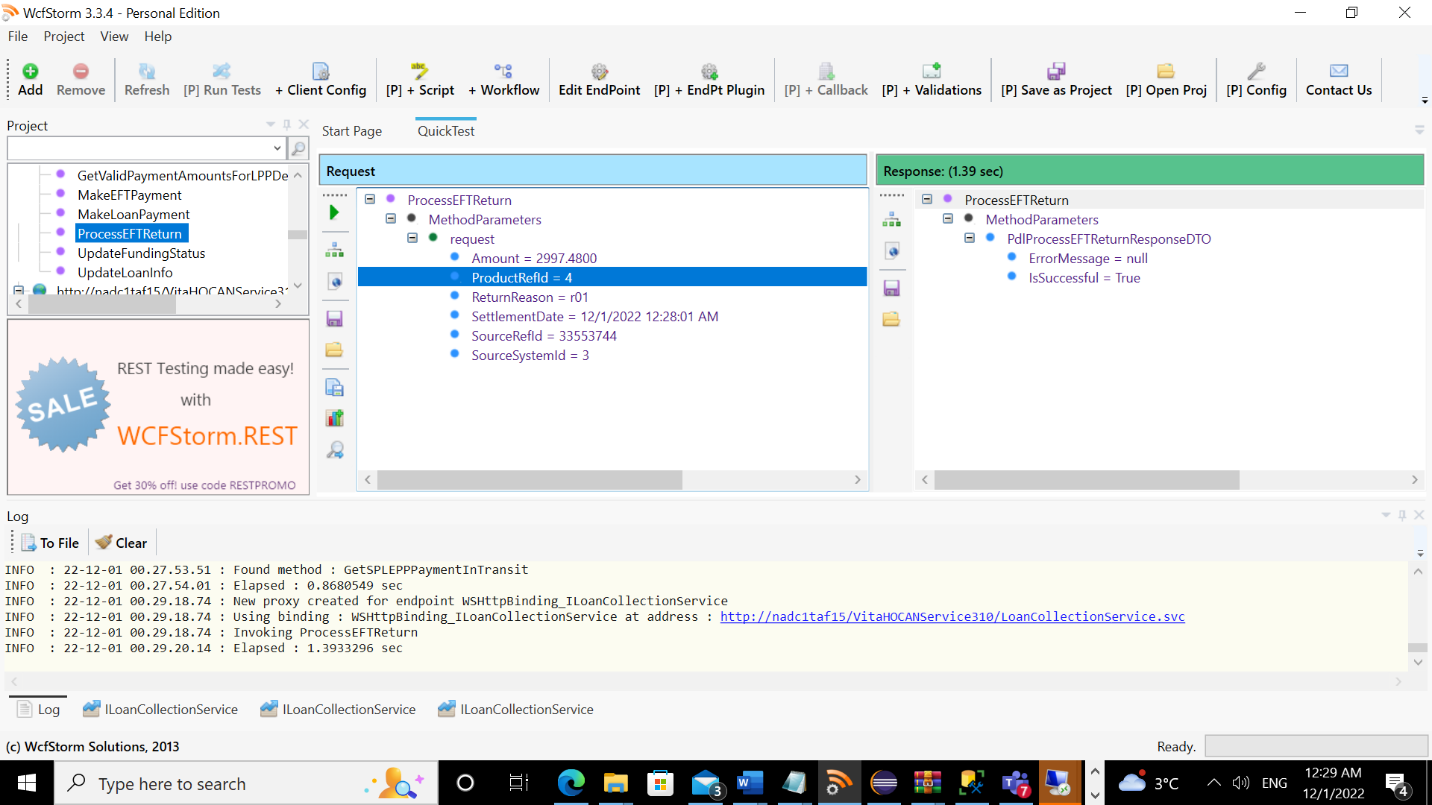 WcfStorm 3.3.4 - Personal Edition
File Project View Help
Add Remove Refresh [P] Run Tests + Client Config [P] + Script + Workflow Edit EndPoint [P] + EndPt Plugin [P] + Callback [P] + Validations [P] Save as Project [P] Open Proj [P] Config Contact Us
Project
GetValidPaymentAmountsForLPPDe
MakeEFTPayment
MakeLoanPayment
ProcessEFTReturn
UpdateFundingStatus
UpdateLoanInfo
http://nadc1taf15/VitaHOCANService31
SALE
REST Testing made easy!
with
WCFStorm.REST
Get 30% off! use code RESTPROMO
Start Page QuickTest
Request
ProcessEFTReturn
MethodParameters
request
Amount = 2997.4800
ProductRefId = 4
ReturnReason = r01
SettlementDate = 12/1/2022 12:28:01 AM
SourceRefId = 33553744
SourceSystemId = 3
Response: (1.39 sec)
ProcessEFTReturn
MethodParameters
PdlProcessEFTReturnResponseDTO
ErrorMessage = null
IsSuccessful = True
Log
To File Clear
INFO : 22-12-01 00.27.53.51 : Found method : GetSPLEPPPaymentInTransit
INFO : 22-12-01 00.27.54.01 : Elapsed : 0.8680549 sec
INFO : 22-12-01 00.29.18.74 : New proxy created for endpoint WSHttpBinding_ILoanCollectionService
INFO : 22-12-01 00.29.18.74 : Using binding : WSHttpBinding_ILoanCollectionService at address : http://nadc1taf15/VitaHOCANService310/LoanCollectionService.svc
INFO : 22-12-01 00.29.18.74 : Invoking ProcessEFTReturn
INFO : 22-12-01 00.29.20.14 : Elapsed : 1.3933296 sec
Log ILoanCollectionService ILoanCollectionService ILoanCollectionService
(c) WcfStorm Solutions, 2013 Ready.
Type here to search
3
7
3°C
ENG
12:29 AM
12/1/2022
4